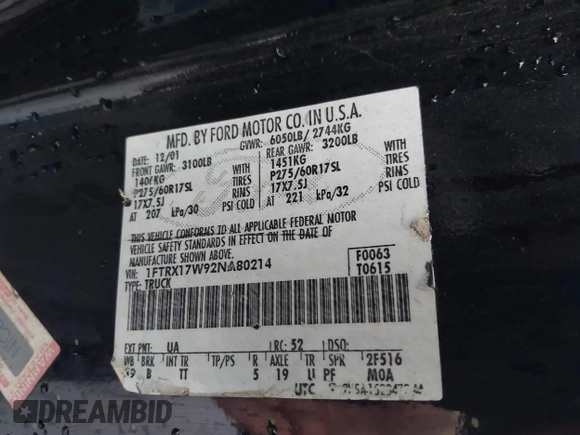 MFD. BY FORD MOTOR CO. IN U.S.A.
DATE: 12/01 GVWR: 6050LB/ 2744KG
FRONT GAWR: 3100LB REAR GAWR: 3200LB
1406KG WITH 1451KG WITH
P275/60R17SL TIRES P275/60R17SL TIRES
17X7.5J RIMS 17X7.5J RIMS
AT 207 kPa/30 PSI COLD AT 221 kPa/32 PSI COLD
THIS VEHICLE CONFORMS TO ALL APPLICABLE FEDERAL MOTOR
VEHICLE SAFETY STANDARDS IN EFFECT ON THE DATE OF
MANUFACTURE SHOWN ABOVE.
VIN: 1FTRX17W92NA80214 F0063
TYPE: TRUCK T0615
EXT PNT: UA RC: 52 DSO:
WB BRK INT TR TP/PS R AXLE TR SPR 2F516
B TT 5 19 U PF MOA
UTC
DREAMBID